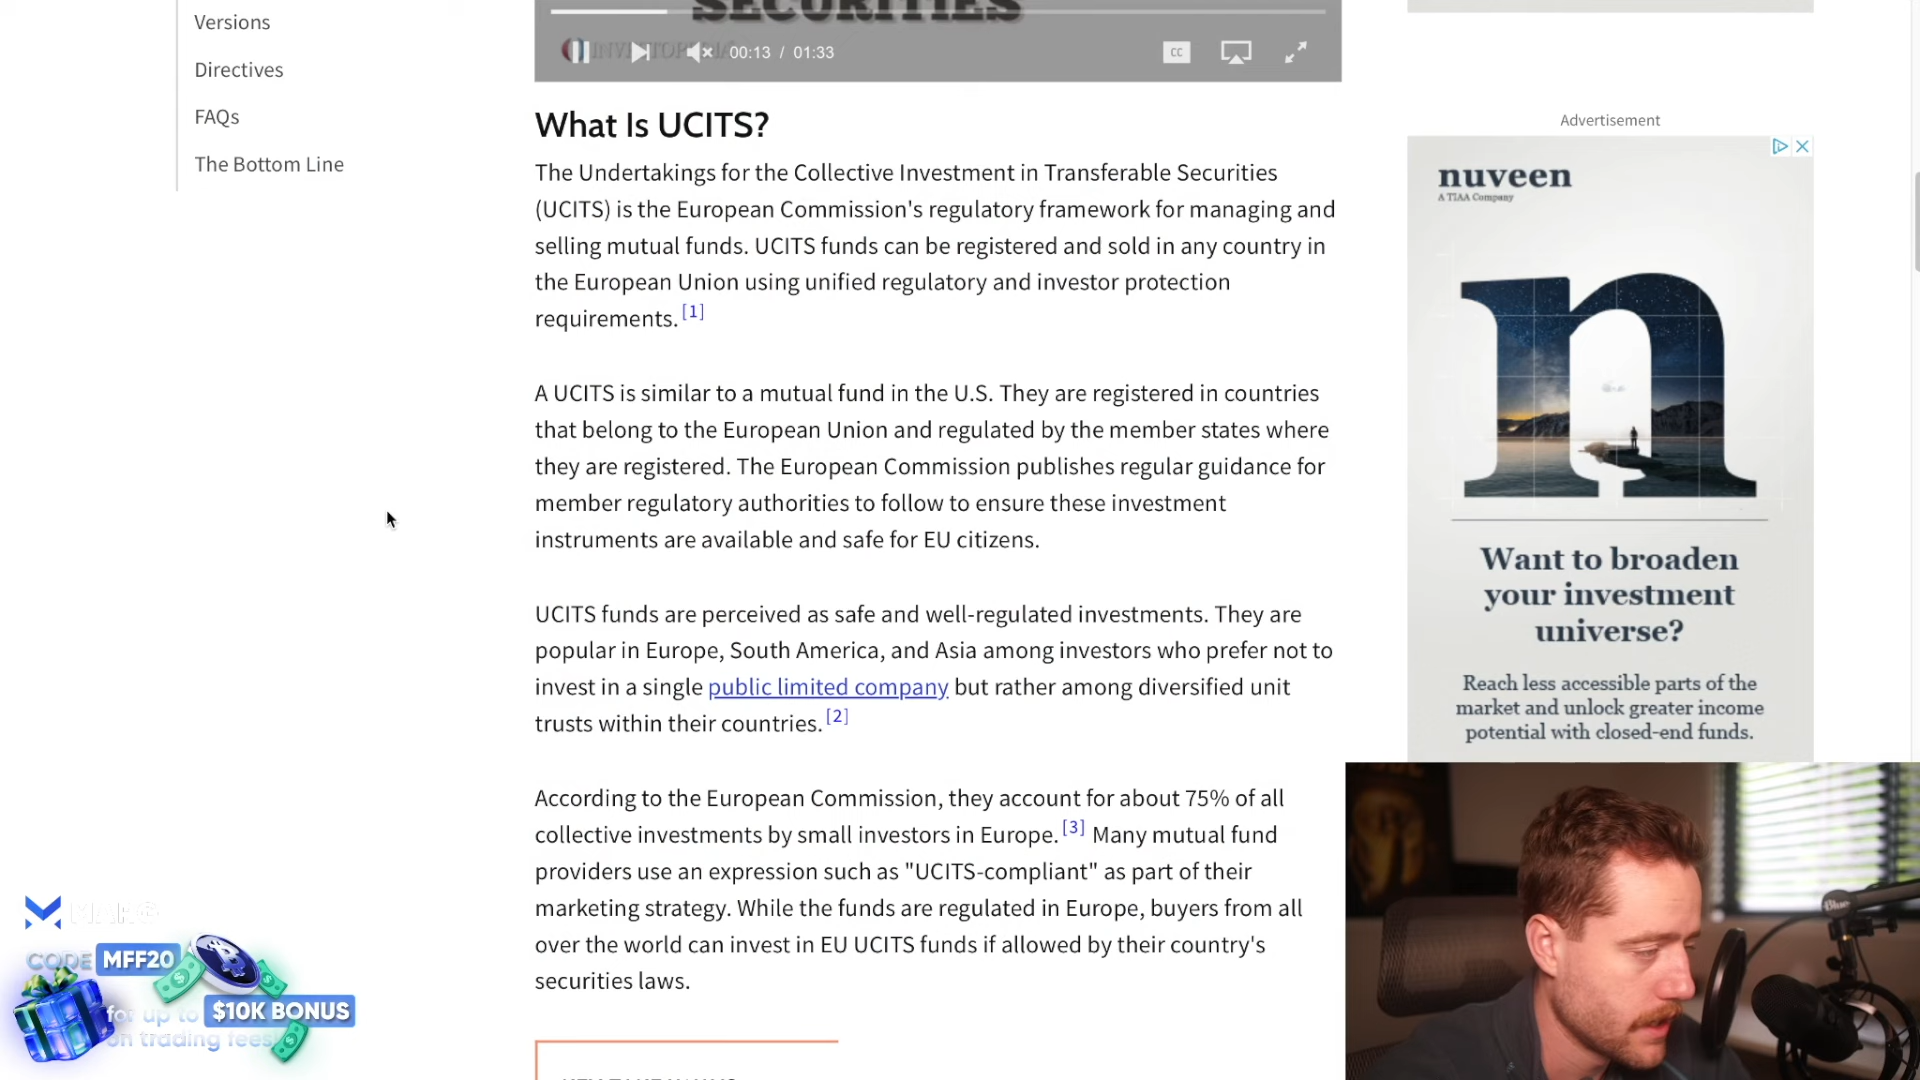 Versions
Directives
FAQs
The Bottom Line
SECURITIES
INVESTOPEDIA
00:13 / 01:33
CC
What Is UCITS?
The Undertakings for the Collective Investment in Transferable Securities
(UCITS) is the European Commission's regulatory framework for managing and
selling mutual funds. UCITS funds can be registered and sold in any country in
the European Union using unified regulatory and investor protection
requirements. [1]
A UCITS is similar to a mutual fund in the U.S. They are registered in countries
that belong to the European Union and regulated by the member states where
they are registered. The European Commission publishes regular guidance for
member regulatory authorities to follow to ensure these investment
instruments are available and safe for EU citizens.
UCITS funds are perceived as safe and well-regulated investments. They are
popular in Europe, South America, and Asia among investors who prefer not to
invest in a single public limited company but rather among diversified unit
trusts within their countries. [2]
According to the European Commission, they account for about 75% of all
collective investments by small investors in Europe. [3] Many mutual fund
providers use an expression such as "UCITS-compliant" as part of their
marketing strategy. While the funds are regulated in Europe, buyers from all
over the world can invest in EU UCITS funds if allowed by their country's
securities laws.
Advertisement
nuveen
A TIAA Company
n
Want to broaden
your investment
universe?
Reach less accessible parts of the
market and unlock greater income
potential with closed-end funds.
Blue
CODE MFF20
for up to $10K BONUS
on trading fees